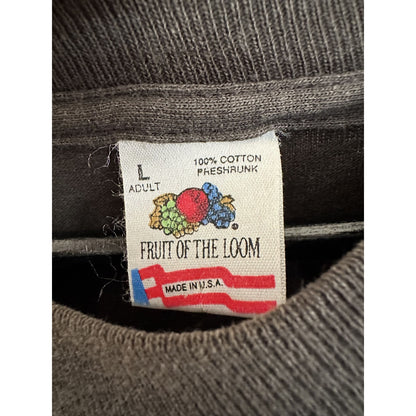 L
ADULT
100% COTTON
PRESHRUNK
®
FRUIT OF THE LOOM
MADE IN U.S.A.